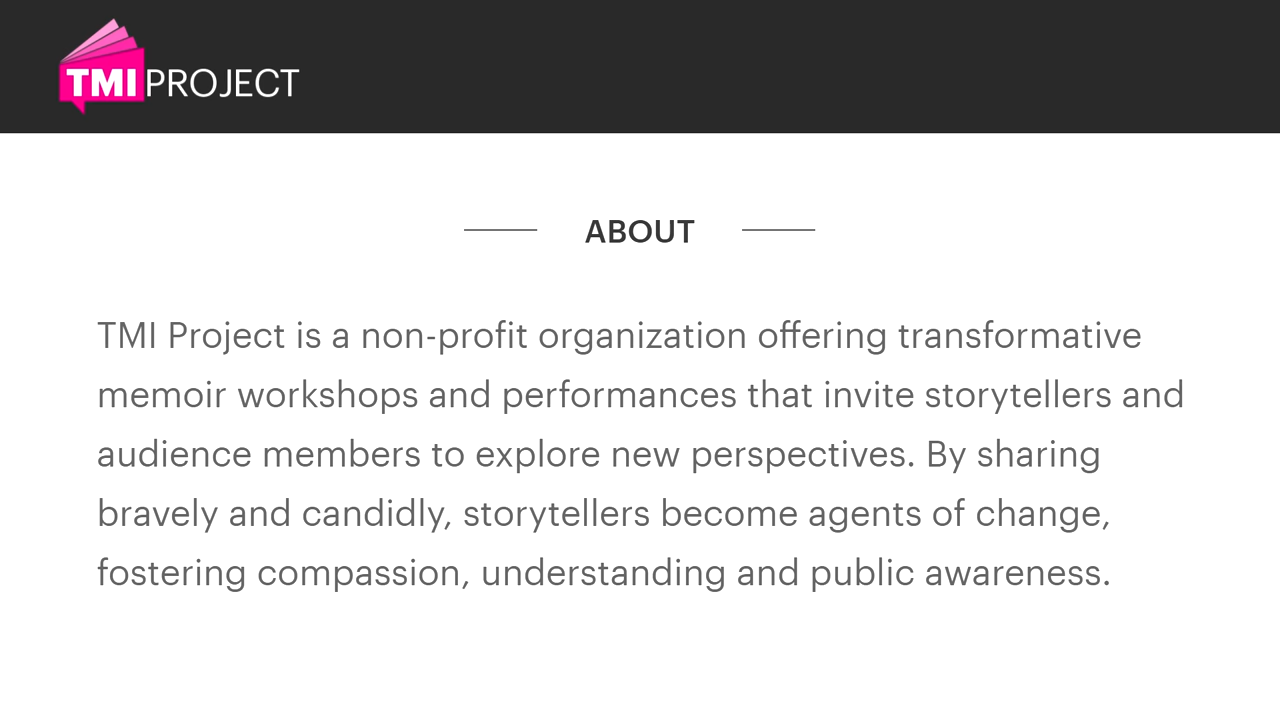 TMI PROJECT
ABOUT
TMI Project is a non-profit organization offering transformative
memoir workshops and performances that invite storytellers and
audience members to explore new perspectives. By sharing
bravely and candidly, storytellers become agents of change,
fostering compassion, understanding and public awareness.